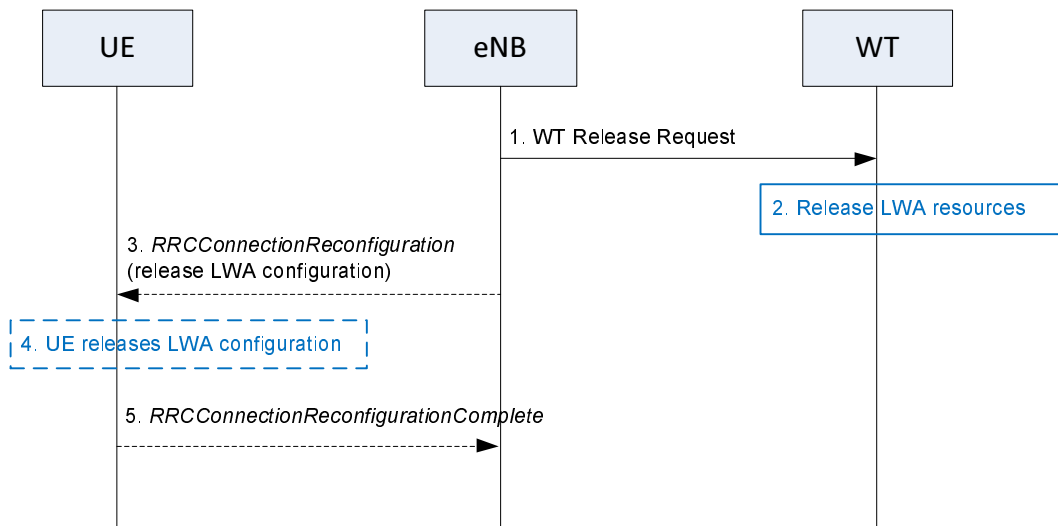 UE
eNB
WT
1. WT Release Request
2. Release LWA resources
3. RRCConnectionReconfiguration
(release LWA configuration)
4. UE releases LWA configuration
5. RRCConnectionReconfigurationComplete